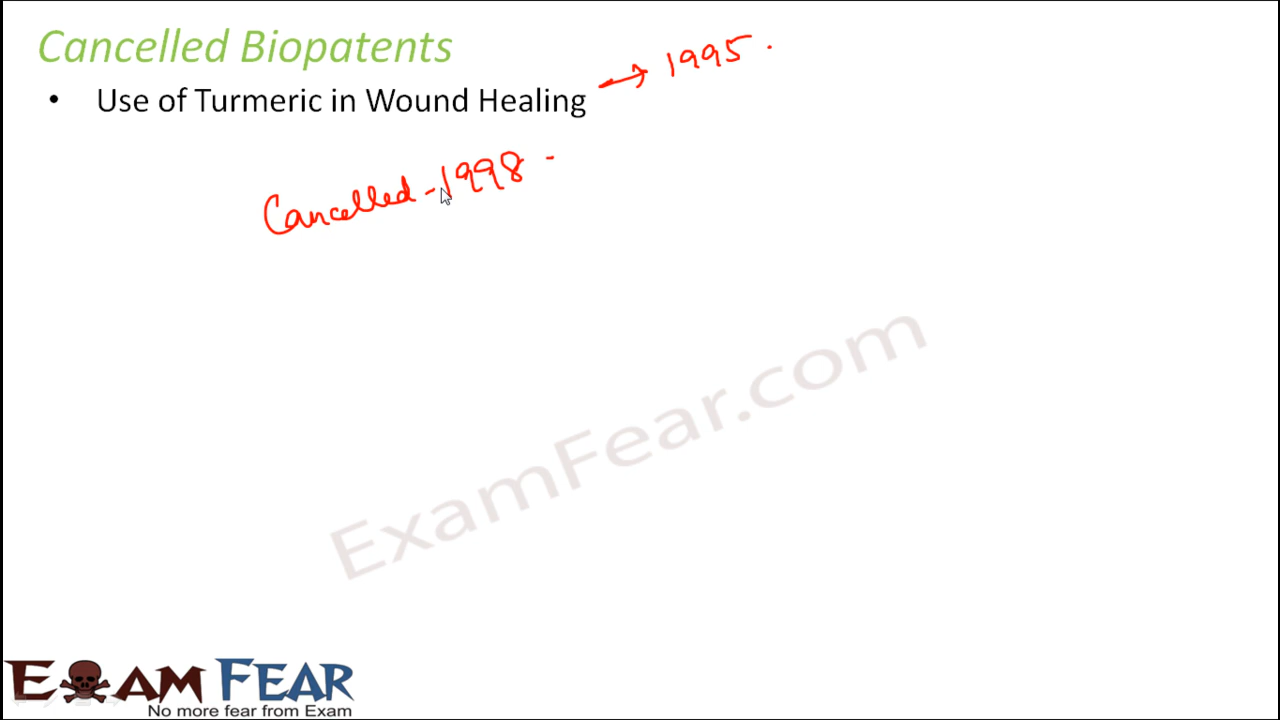 Cancelled Biopatents
• Use of Turmeric in Wound Healing → 1995.
Cancelled - 1998 -
ExamFear.com
EXAM FEAR
No more fear from Exam